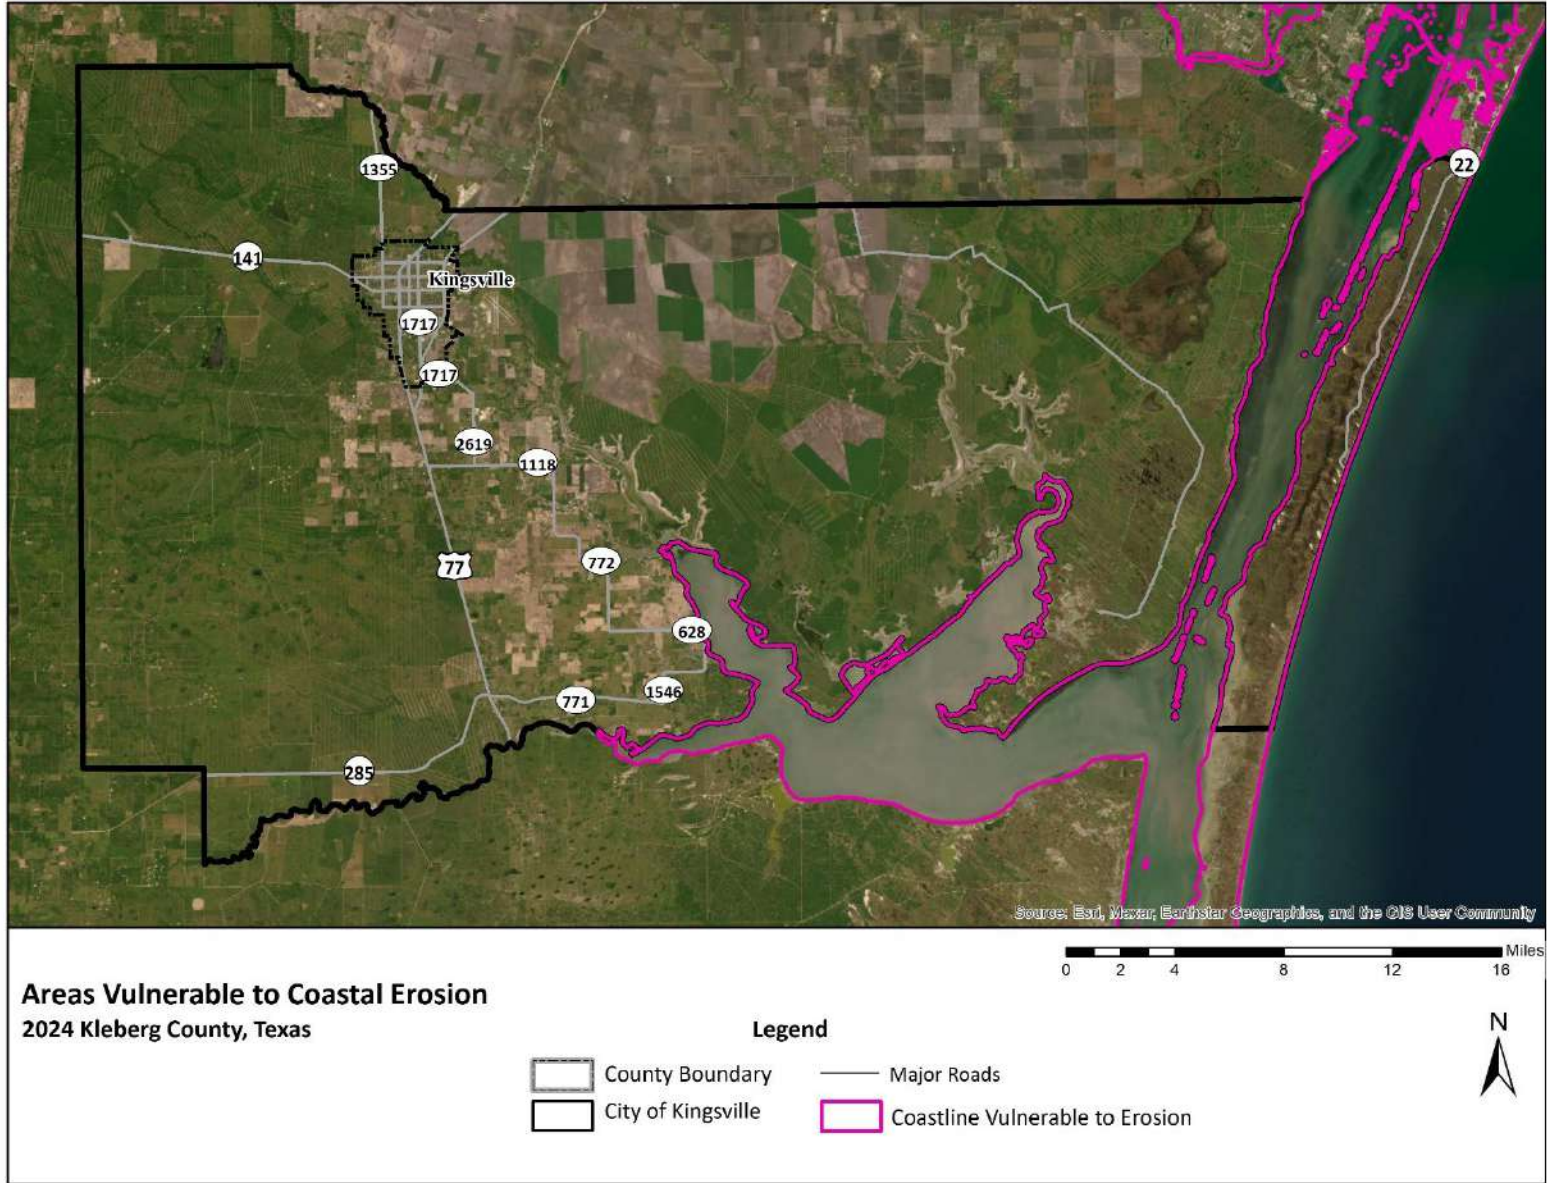 22
1355
141
Kingsville
1717
1717
2619
1118
77
772
628
1546
771
285
Source: Esri, Maxar, Earthstar Geographics, and the GIS User Community
Miles
0 2 4 8 12 16
Areas Vulnerable to Coastal Erosion
2024 Kleberg County, Texas
Legend
N
County Boundary
Major Roads
City of Kingsville
Coastline Vulnerable to Erosion